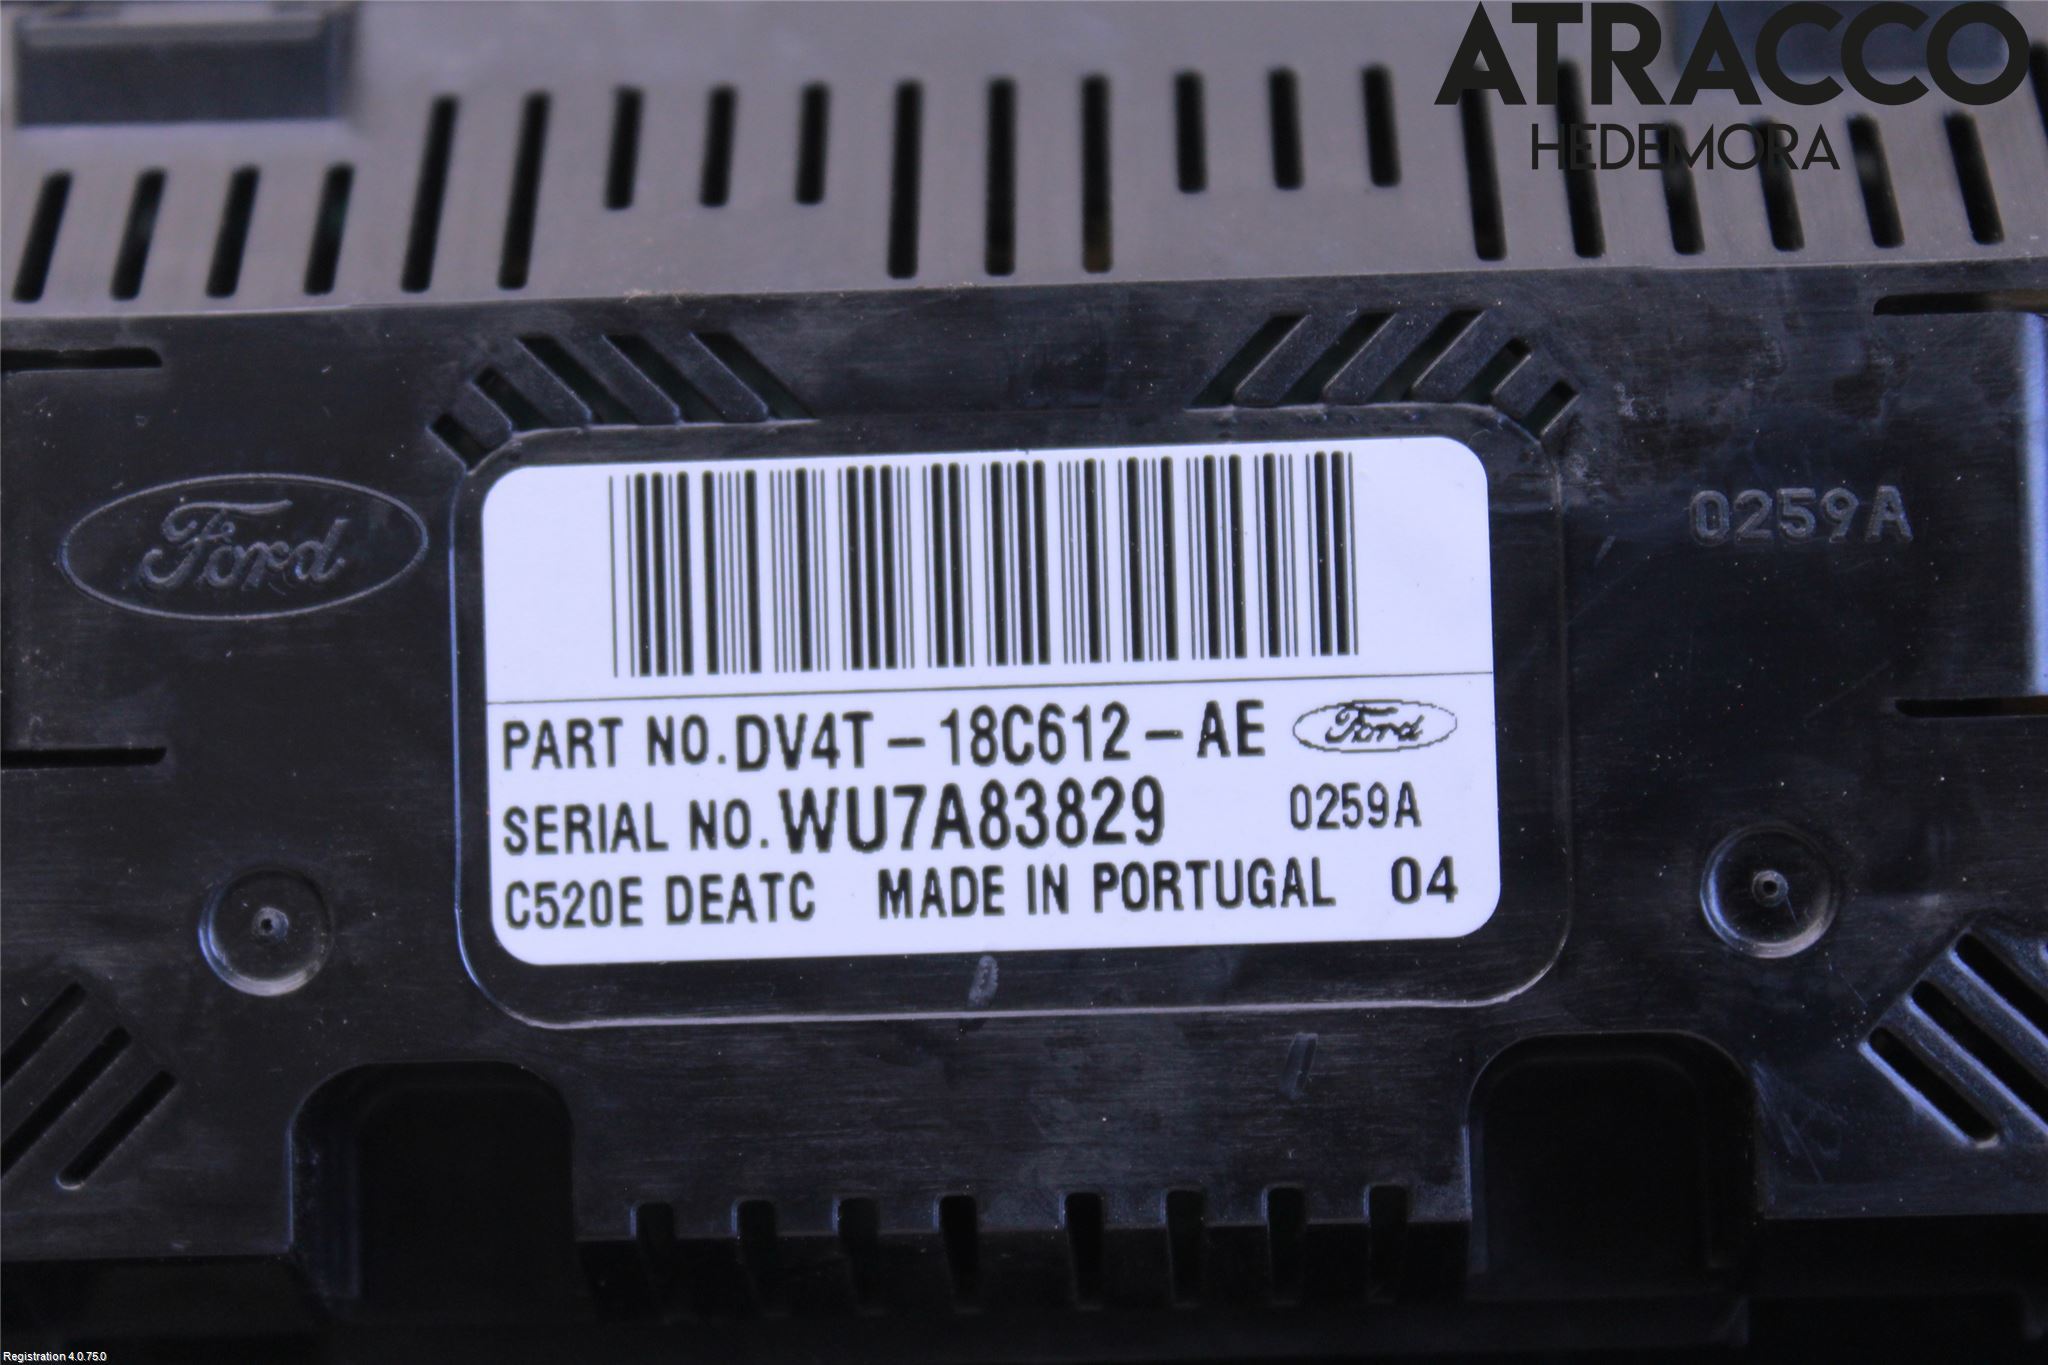 ATRACCO
HEDEMORA
Ford
0259A
PART NO. DV4T-18C612-AE Ford
SERIAL NO. WU7A83829 0259A
C520E DEATC MADE IN PORTUGAL 04
Registration 4.0.75.0